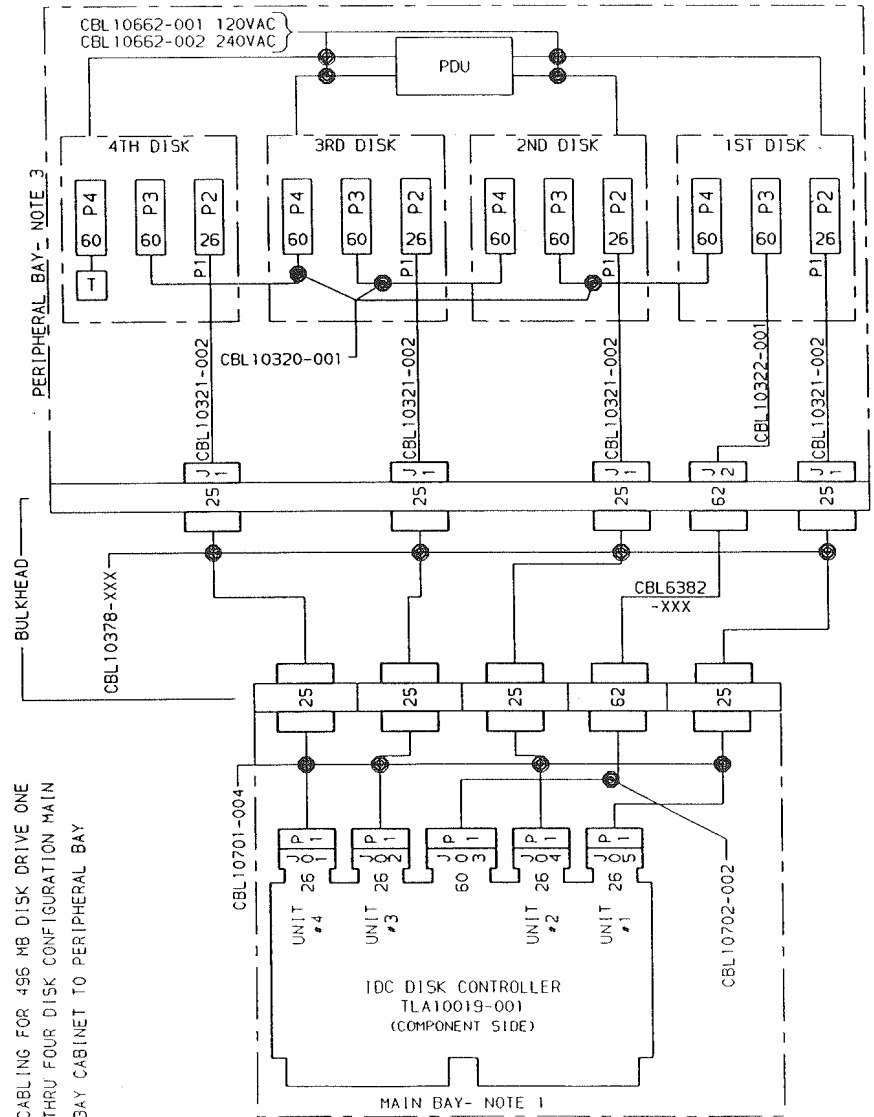 CBL10662-001 120VAC
CBL10662-002 240VAC
PDU
4TH DISK
3RD DISK
2ND DISK
1ST DISK
P4
60
P3
60
P2
26
P4
60
P3
60
P2
26
P4
60
P3
60
P2
26
P4
60
P3
60
P2
26
T
P1
P1
P1
P1
PERIPHERAL BAY- NOTE 3
CBL10320-001
CBL10321-002
CBL10321-002
CBL10321-002
CBL10322-001
CBL10321-002
J1
J1
J1
J2
J1
25
25
25
62
25
BULKHEAD
CBL10378-XXX
CBL6382
-XXX
25
25
25
62
25
CBL10701-004
P1
P1
P1
P1
P1
J01
J02
J03
J04
J05
26
26
60
26
26
UNIT
#4
UNIT
#3
UNIT
#2
UNIT
#1
CBL10702-002
IDC DISK CONTROLLER
TLA10019-001
(COMPONENT SIDE)
MAIN BAY- NOTE 1
CABLING FOR 496 MB DISK DRIVE ONE
THRU FOUR DISK CONFIGURATION MAIN
BAY CABINET TO PERIPHERAL BAY